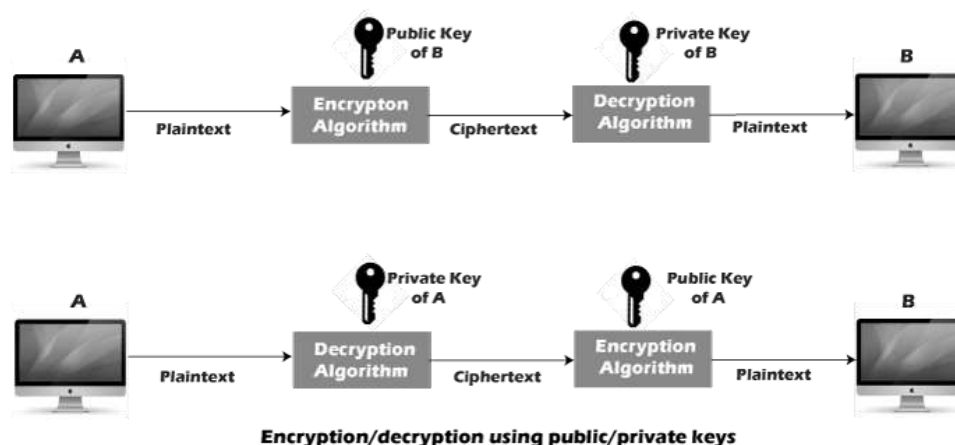 A
Public Key
of B
Private Key
of B
B
Encrypton
Algorithm
Decryption
Algorithm
Plaintext
Ciphertext
Plaintext
A
Private Key
of A
Public Key
of A
B
Decryption
Algorithm
Encryption
Algorithm
Plaintext
Ciphertext
Plaintext
Encryption/decryption using public/private keys